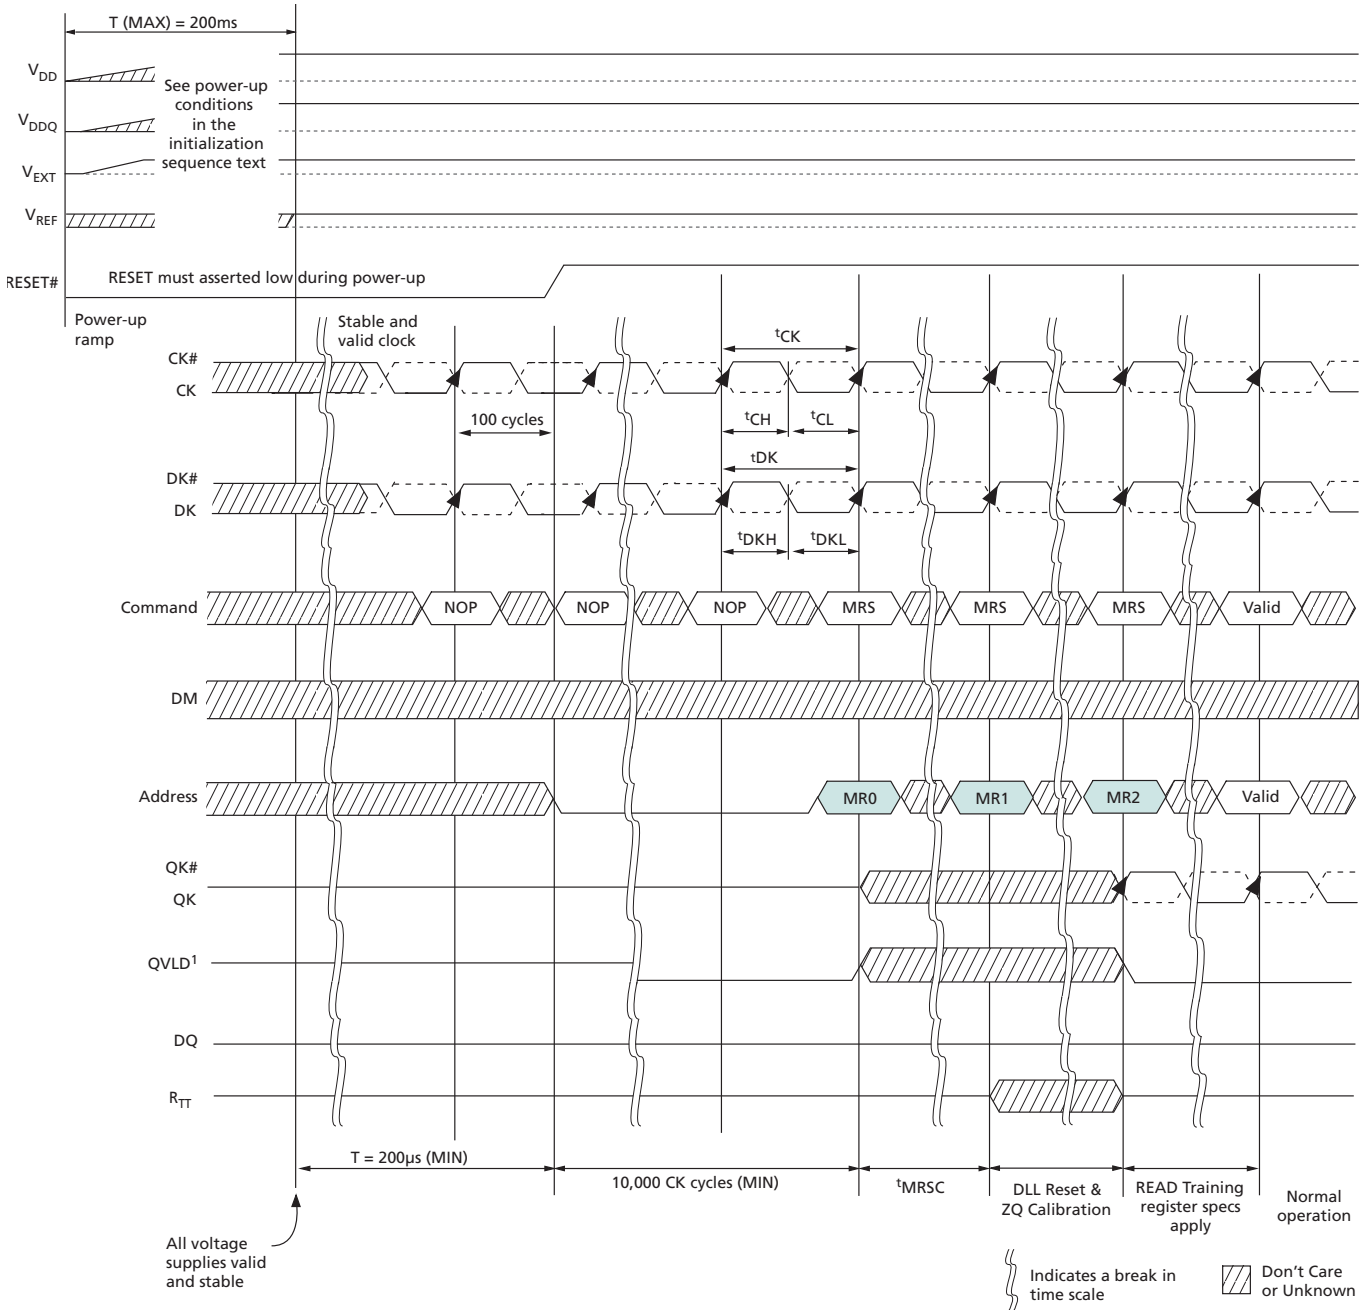 T (MAX) = 200ms
VDD
See power-up
conditions
in the
initialization
sequence text
VDDQ
VEXT
VREF
RESET#
RESET must asserted low during power-up
Power-up
ramp
Stable and
valid clock
tCK
CK#
CK
100 cycles
tCH
tCL
tDK
DK#
DK
tDKH
tDKL
Command
NOP
NOP
NOP
MRS
MRS
MRS
Valid
DM
Address
MR0
MR1
MR2
Valid
QK#
QK
QVLD1
DQ
RTT
T = 200µs (MIN)
10,000 CK cycles (MIN)
tMRSC
DLL Reset &
ZQ Calibration
READ Training
register specs
apply
Normal
operation
All voltage
supplies valid
and stable
Indicates a break in
time scale
Don't Care
or Unknown